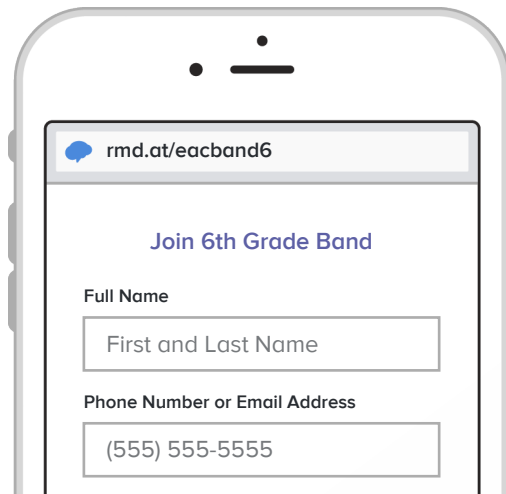 rmd.at/eacband6
Join 6th Grade Band
Full Name
First and Last Name
Phone Number or Email Address
(555) 555-5555